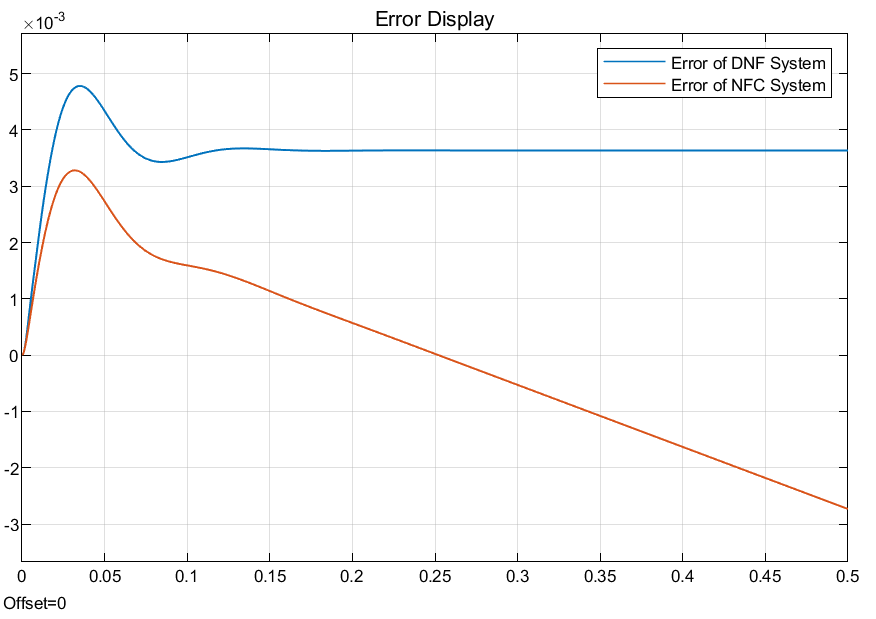 Error Display
×10-3
Error of DNF System
Error of NFC System
5
4
3
2
1
0
-1
-2
-3
0 0.05 0.1 0.15 0.2 0.25 0.3 0.35 0.4 0.45 0.5
Offset=0